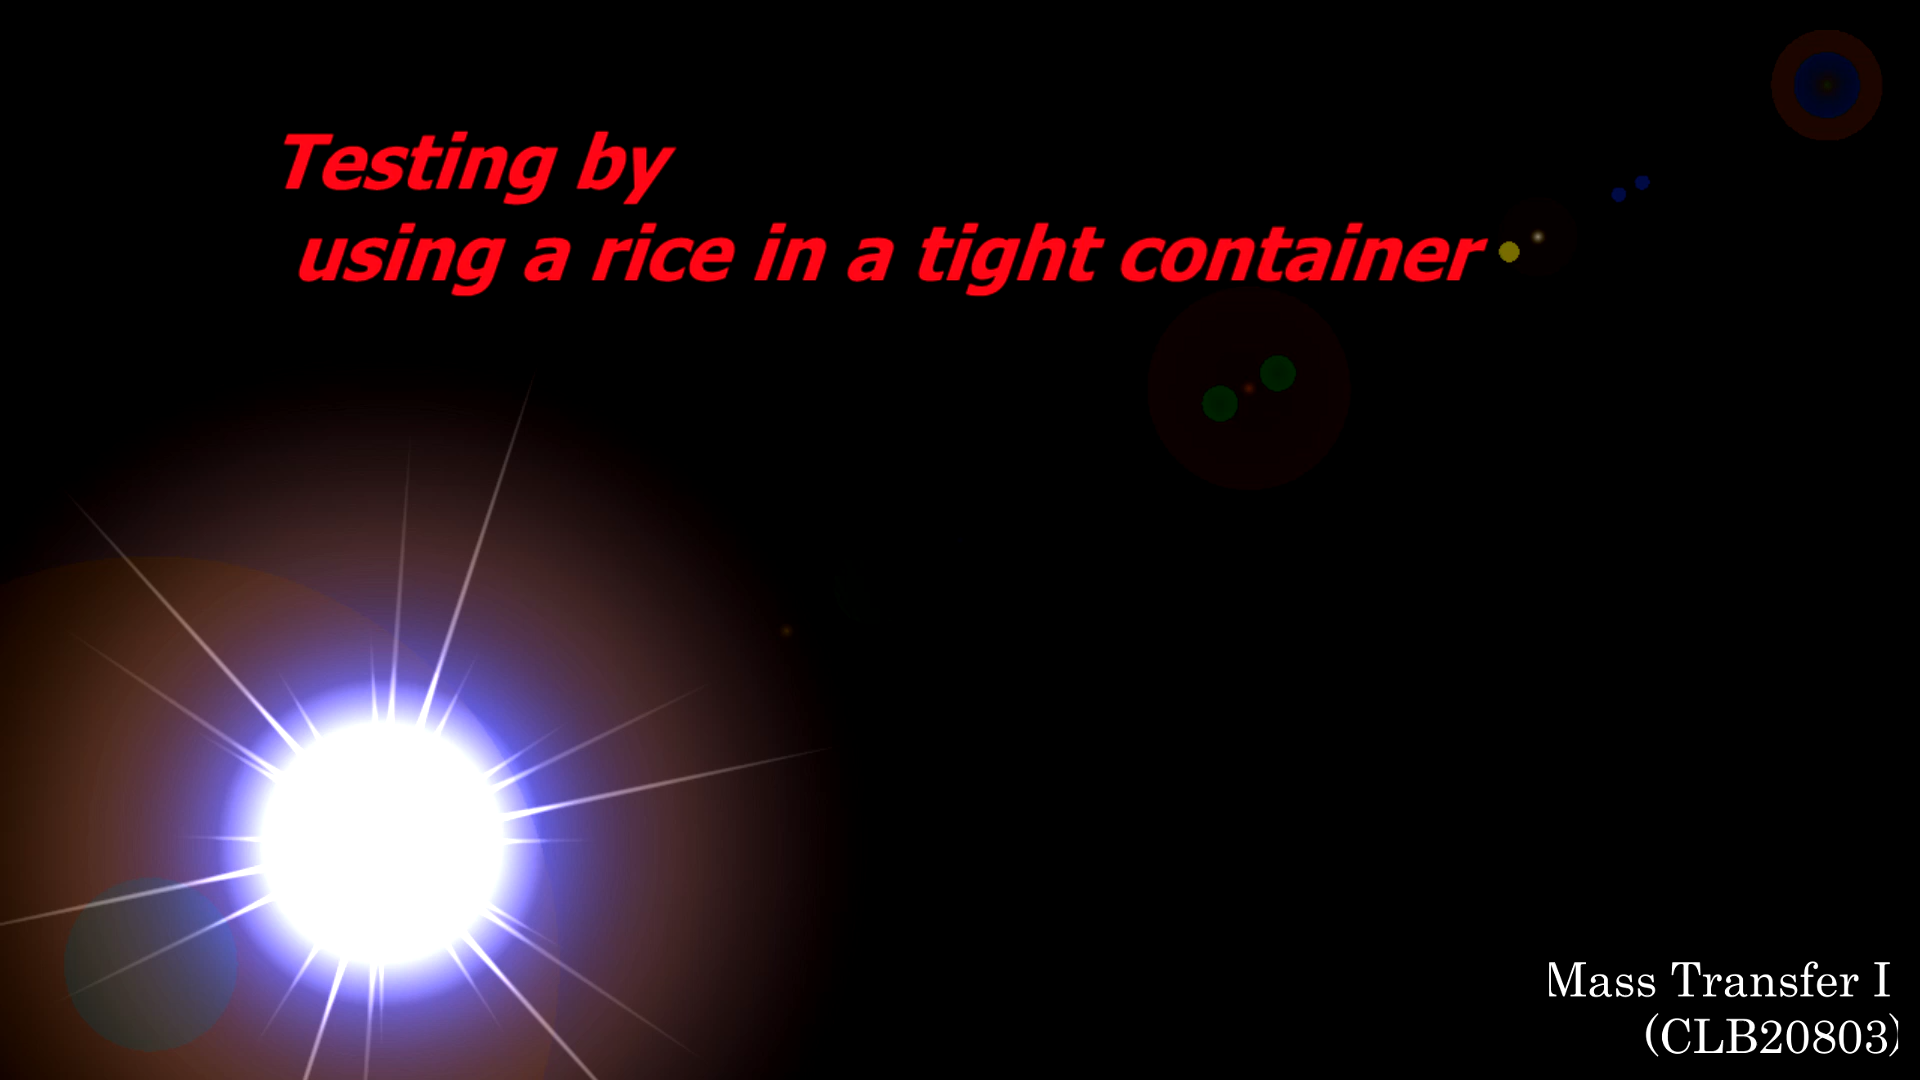 Testing by
using a rice in a tight container
Mass Transfer I
(CLB20803)